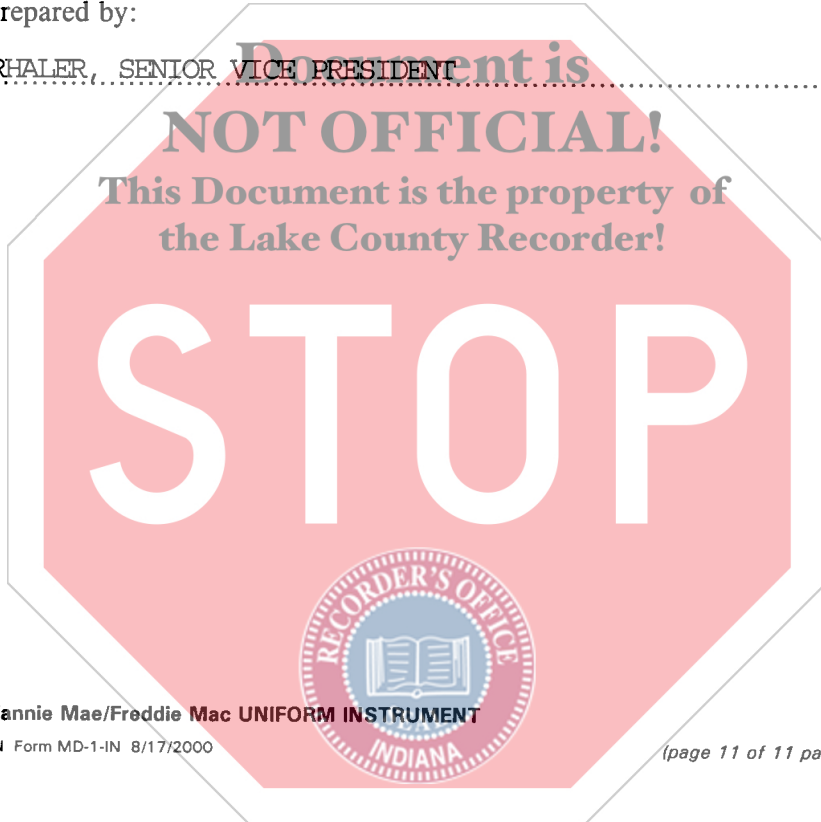 repared by:
RHALER, SENIOR VICE PRESIDENT
Document is
NOT OFFICIAL!
This Document is the property of
the Lake County Recorder!
STOP
RECORDER'S OFFICE
SEAL
INDIANA
annie Mae/Freddie Mac UNIFORM INSTRUMENT
Form MD-1-IN 8/17/2000
(page 11 of 11 pa